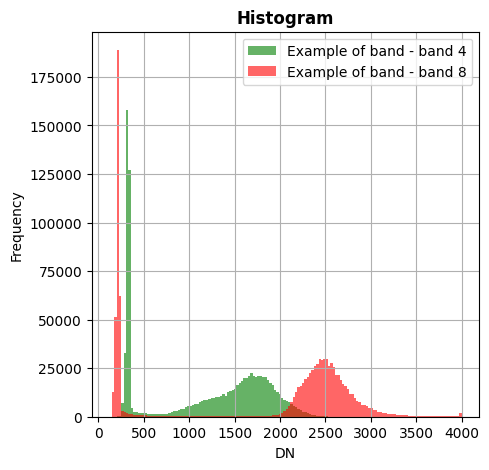 Histogram
Example of band - band 4
Example of band - band 8
175000
150000
125000
100000
75000
50000
25000
0
Frequency
0 500 1000 1500 2000 2500 3000 3500 4000
DN